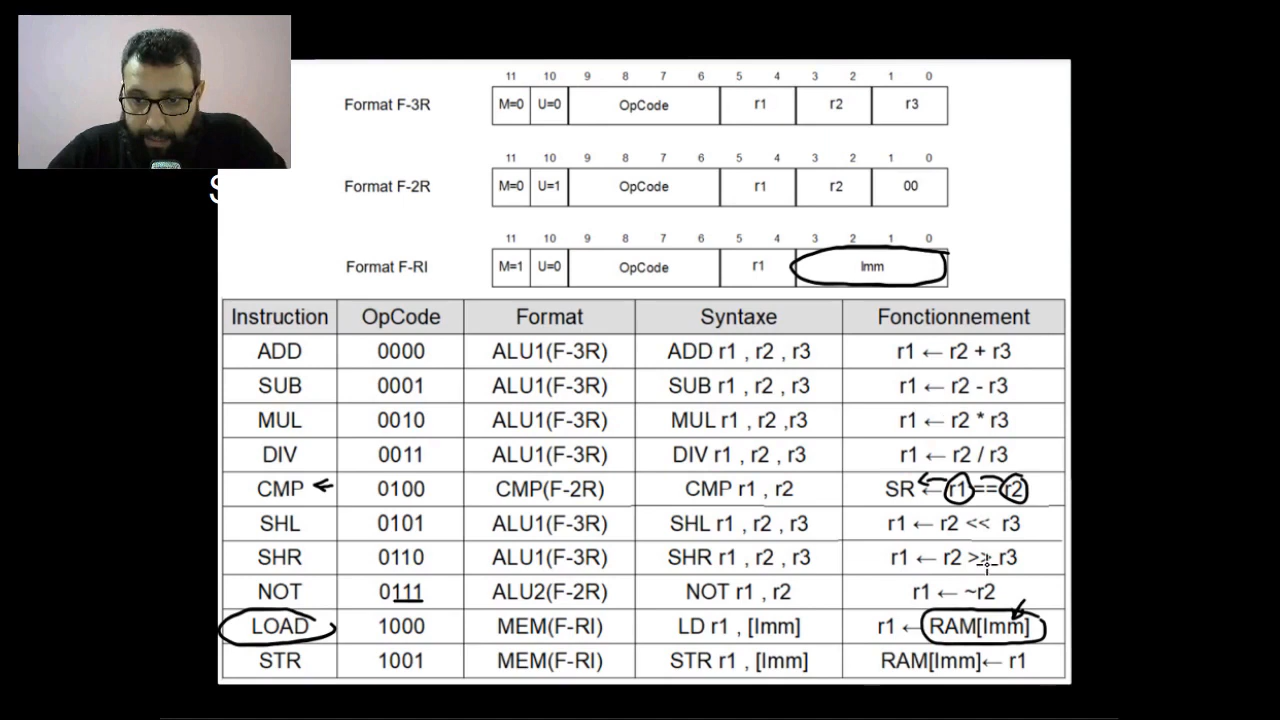 11 10 9 8 7 6 5 4 3 2 1 0
Format F-3R M=0 U=0 OpCode r1 r2 r3
11 10 9 8 7 6 5 4 3 2 1 0
Format F-2R M=0 U=1 OpCode r1 r2 00
11 10 9 8 7 6 5 4 3 2 1 0
Format F-RI M=1 U=0 OpCode r1 Imm
Instruction OpCode Format Syntaxe Fonctionnement
ADD 0000 ALU1(F-3R) ADD r1 , r2 , r3 r1 ← r2 + r3
SUB 0001 ALU1(F-3R) SUB r1 , r2 , r3 r1 ← r2 - r3
MUL 0010 ALU1(F-3R) MUL r1 , r2 ,r3 r1 ← r2 * r3
DIV 0011 ALU1(F-3R) DIV r1 , r2 , r3 r1 ← r2 / r3
CMP 0100 CMP(F-2R) CMP r1 , r2 SR ← r1 == r2
SHL 0101 ALU1(F-3R) SHL r1 , r2 , r3 r1 ← r2 << r3
SHR 0110 ALU1(F-3R) SHR r1 , r2 , r3 r1 ← r2 >> r3
NOT 0111 ALU2(F-2R) NOT r1 , r2 r1 ← ~r2
LOAD 1000 MEM(F-RI) LD r1 , [Imm] r1 ← RAM[Imm]
STR 1001 MEM(F-RI) STR r1 , [Imm] RAM[Imm]← r1